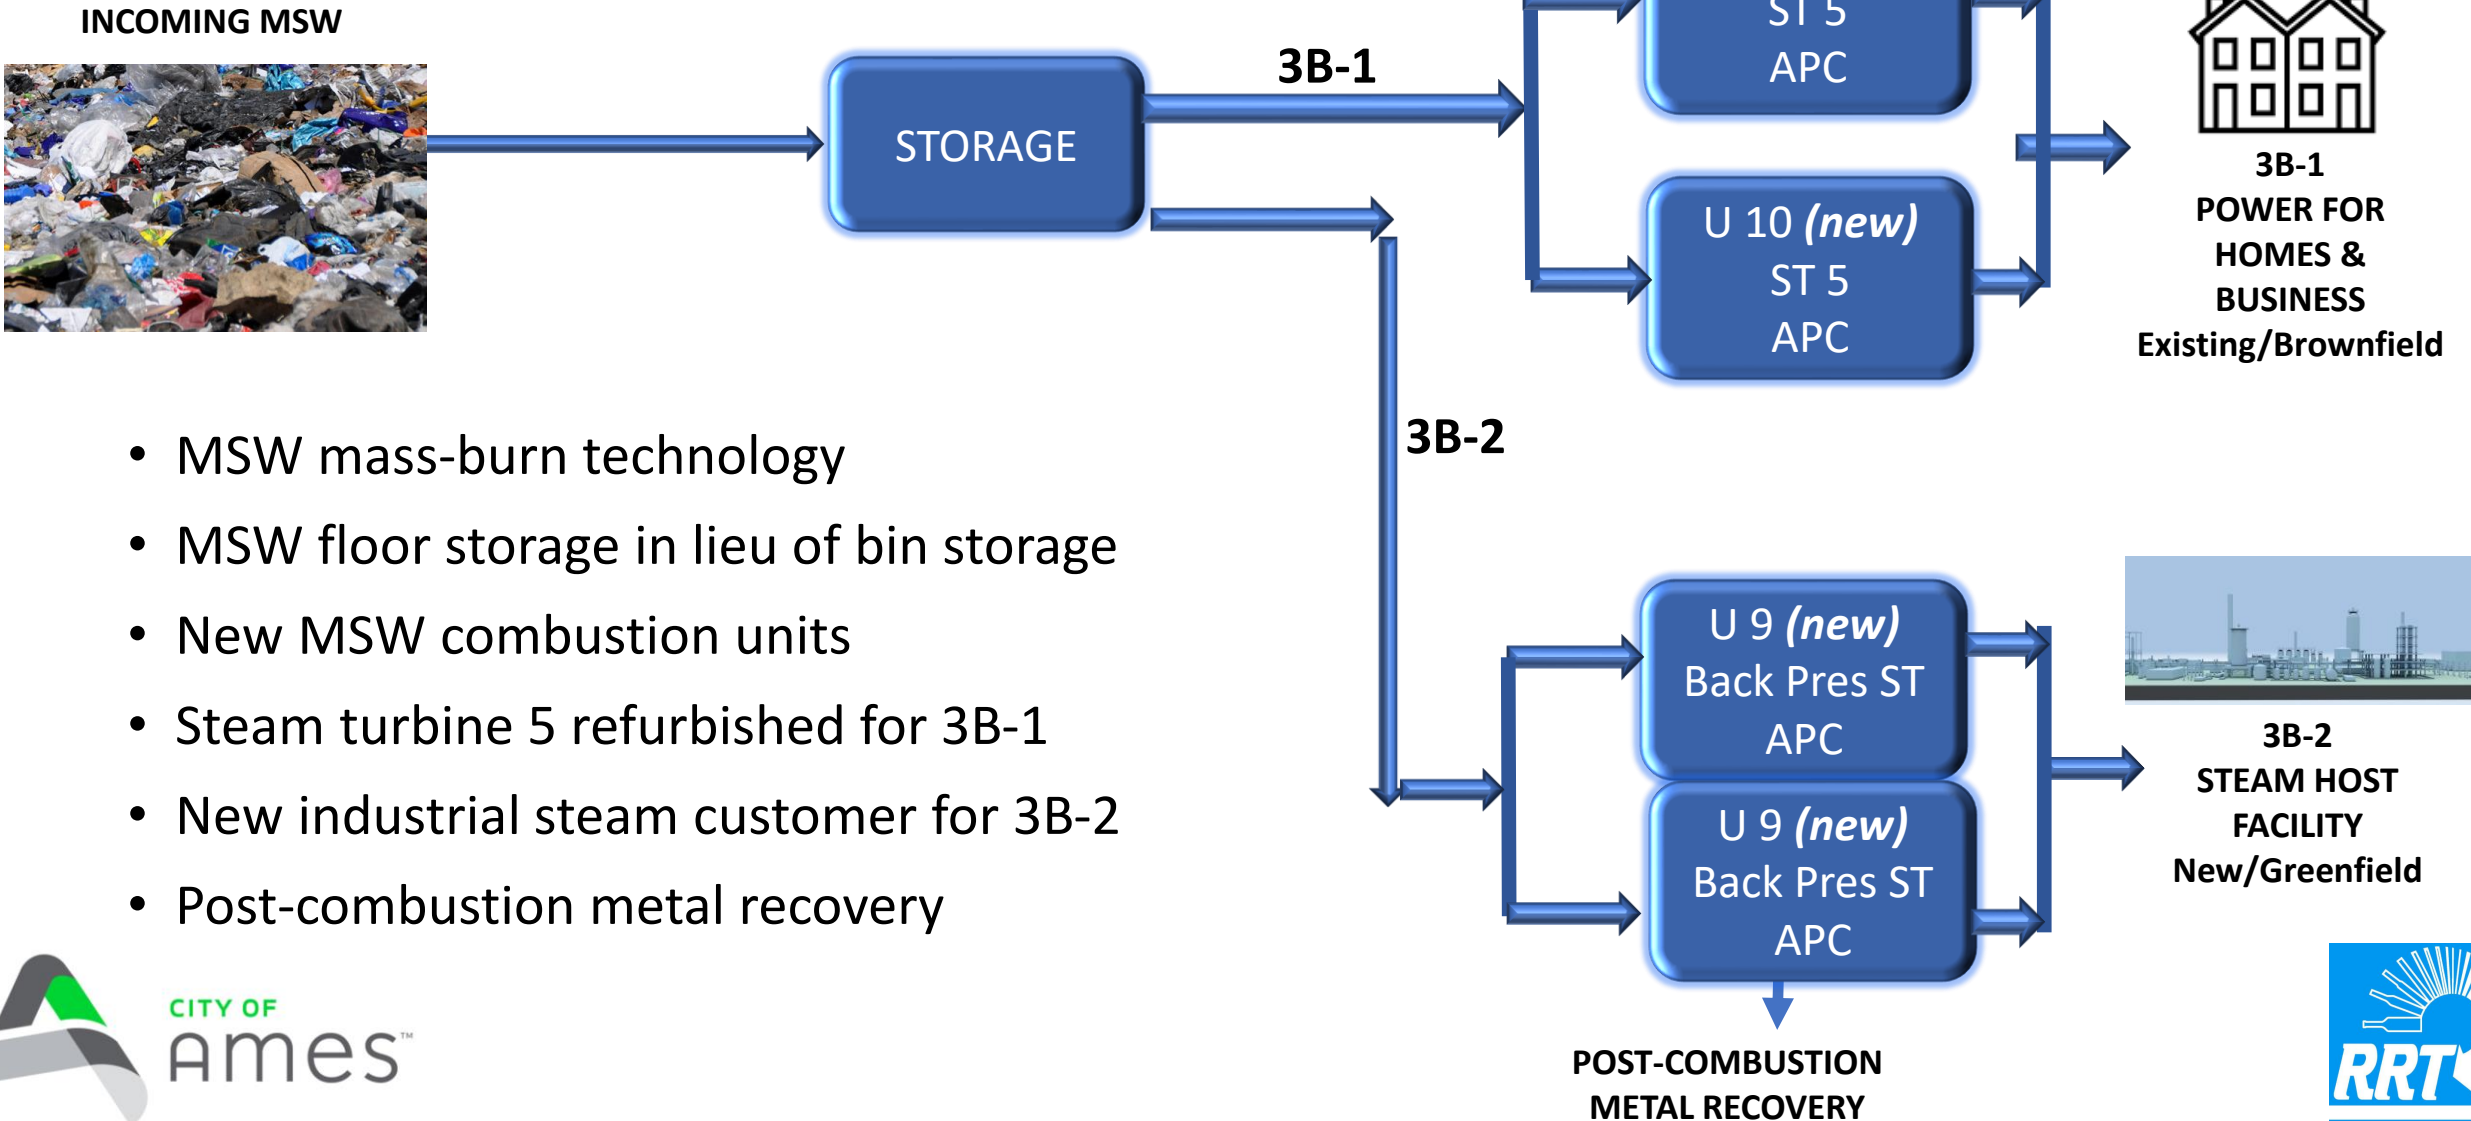 INCOMING MSW
STORAGE
3B-1
ST 5
APC
U 10 (new)
ST 5
APC
3B-1
POWER FOR
HOMES &
BUSINESS
Existing/Brownfield
• MSW mass-burn technology
• MSW floor storage in lieu of bin storage
• New MSW combustion units
• Steam turbine 5 refurbished for 3B-1
• New industrial steam customer for 3B-2
• Post-combustion metal recovery
3B-2
U 9 (new)
Back Pres ST
APC
U 9 (new)
Back Pres ST
APC
3B-2
STEAM HOST
FACILITY
New/Greenfield
POST-COMBUSTION
METAL RECOVERY
CITY OF
Ames™
RRT